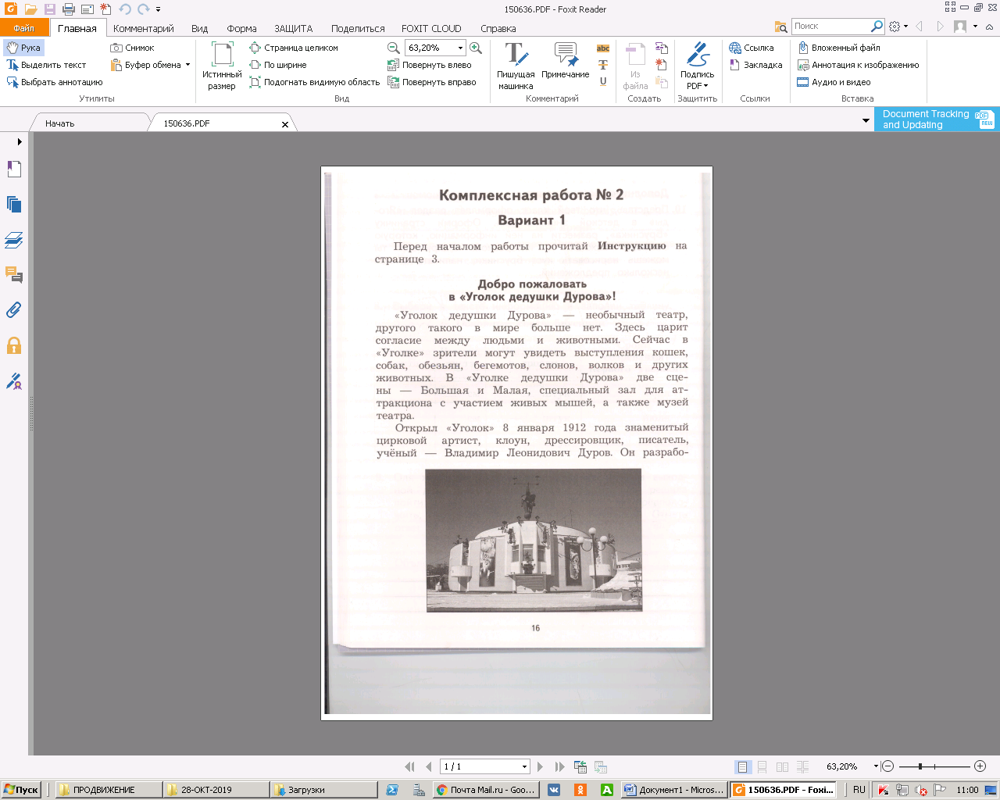 150636.PDF - Foxit Reader
Файл
Главная
Комментарий
Вид
Форма
ЗАЩИТА
Поделиться
FOXIT CLOUD
Справка
Поиск
Рука
Выделить текст
Выбрать аннотацию
Снимок
Буфер обмена
Утилиты
Истинный
размер
Страница целиком
По ширине
Подогнать видимую область
63,20%
Повернуть влево
Повернуть вправо
Вид
Пишущая
машинка
Примечание
Комментарий
Из
файла
Создать
Подпись
PDF
Защитить
Ссылка
Закладка
Ссылки
Вложенный файл
Аннотация к изображению
Аудио и видео
Вставка
Начать
150636.PDF
Document Tracking
and Updating
Комплексная работа № 2
Вариант 1
Перед началом работы прочитай Инструкцию на
странице 3.
Добро пожаловать
в «Уголок дедушки Дурова»!
«Уголок дедушки Дурова» — необычный театр,
другого такого в мире больше нет. Здесь царит
согласие между людьми и животными. Сейчас в
«Уголке» зрители могут увидеть выступления кошек,
собак, обезьян, бегемотов, слонов, волков и других
животных. В «Уголке дедушки Дурова» две сце-
ны — Большая и Малая, специальный зал для ат-
тракциона с участием живых мышей, а также музей
театра.
Открыл «Уголок» 8 января 1912 года знаменитый
цирковой артист, клоун, дрессировщик, писатель,
учёный — Владимир Леонидович Дуров. Он разрабо-
16
1 / 1
63,20%
Пуск
ПРОДВИЖЕНИЕ
28-ОКТ-2019
Загрузки
Почта Mail.ru - Goo...
Документ1 - Micros...
150636.PDF - Foxi...
RU
11:00